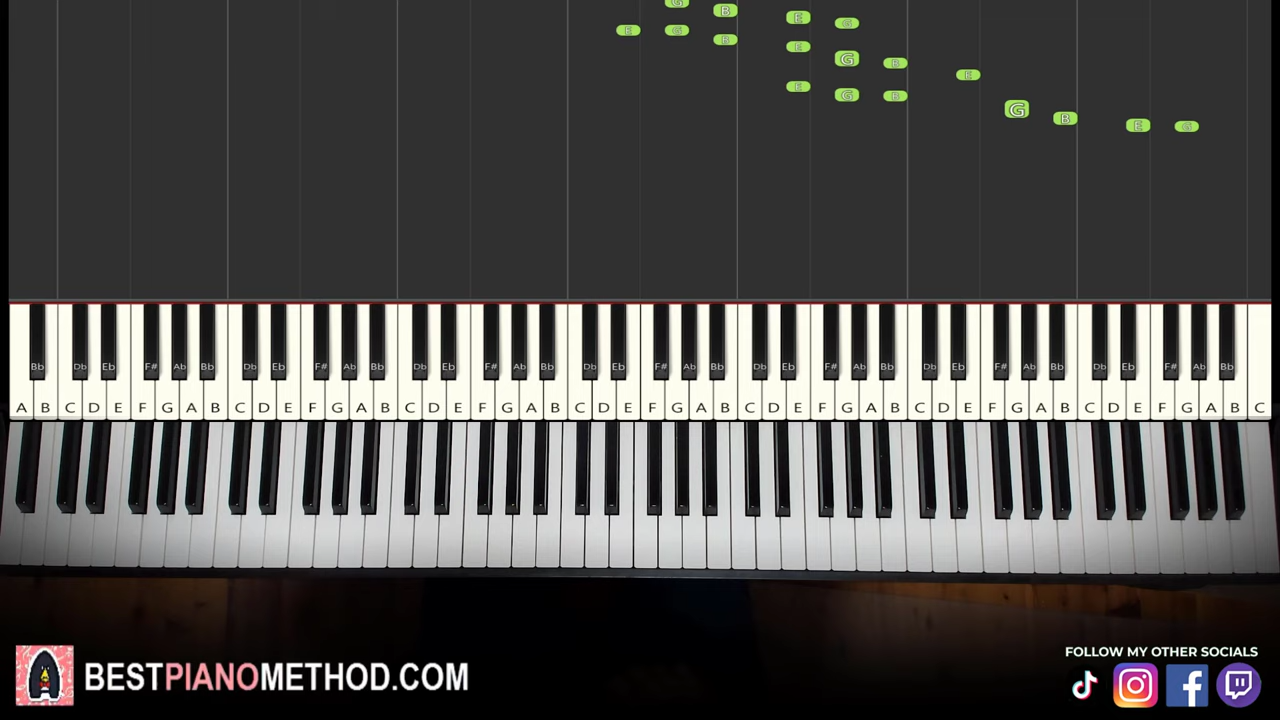 G B E G
E G B E G B E
E G B G B E G
Bb Db Eb F# Ab Bb Db Eb F# Ab Bb Db Eb F# Ab Bb Db Eb F# Ab Bb Db Eb F# Ab Bb Db Eb F# Ab Bb Db Eb F# Ab Bb
A B C D E F G A B C D E F G A B C D E F G A B C D E F G A B C D E F G A B C D E F G A B C D E F G A B C
FOLLOW MY OTHER SOCIALS
BESTPIANOMETHOD.COM